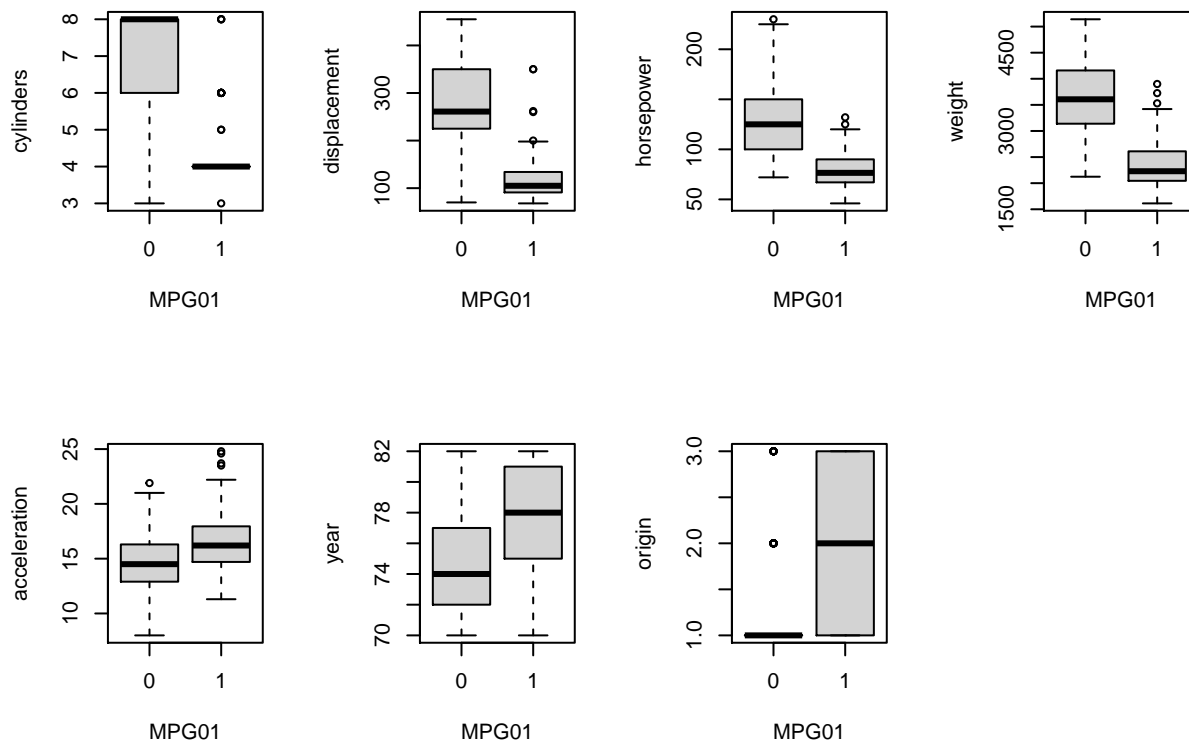 cylinders
8
7
6
5
4
3
0 1
MPG01
displacement
300
100
0 1
MPG01
horsepower
200
100
50
0 1
MPG01
weight
4500
3000
1500
0 1
MPG01
acceleration
25
20
15
10
0 1
MPG01
year
82
78
74
70
0 1
MPG01
origin
3.0
2.0
1.0
0 1
MPG01